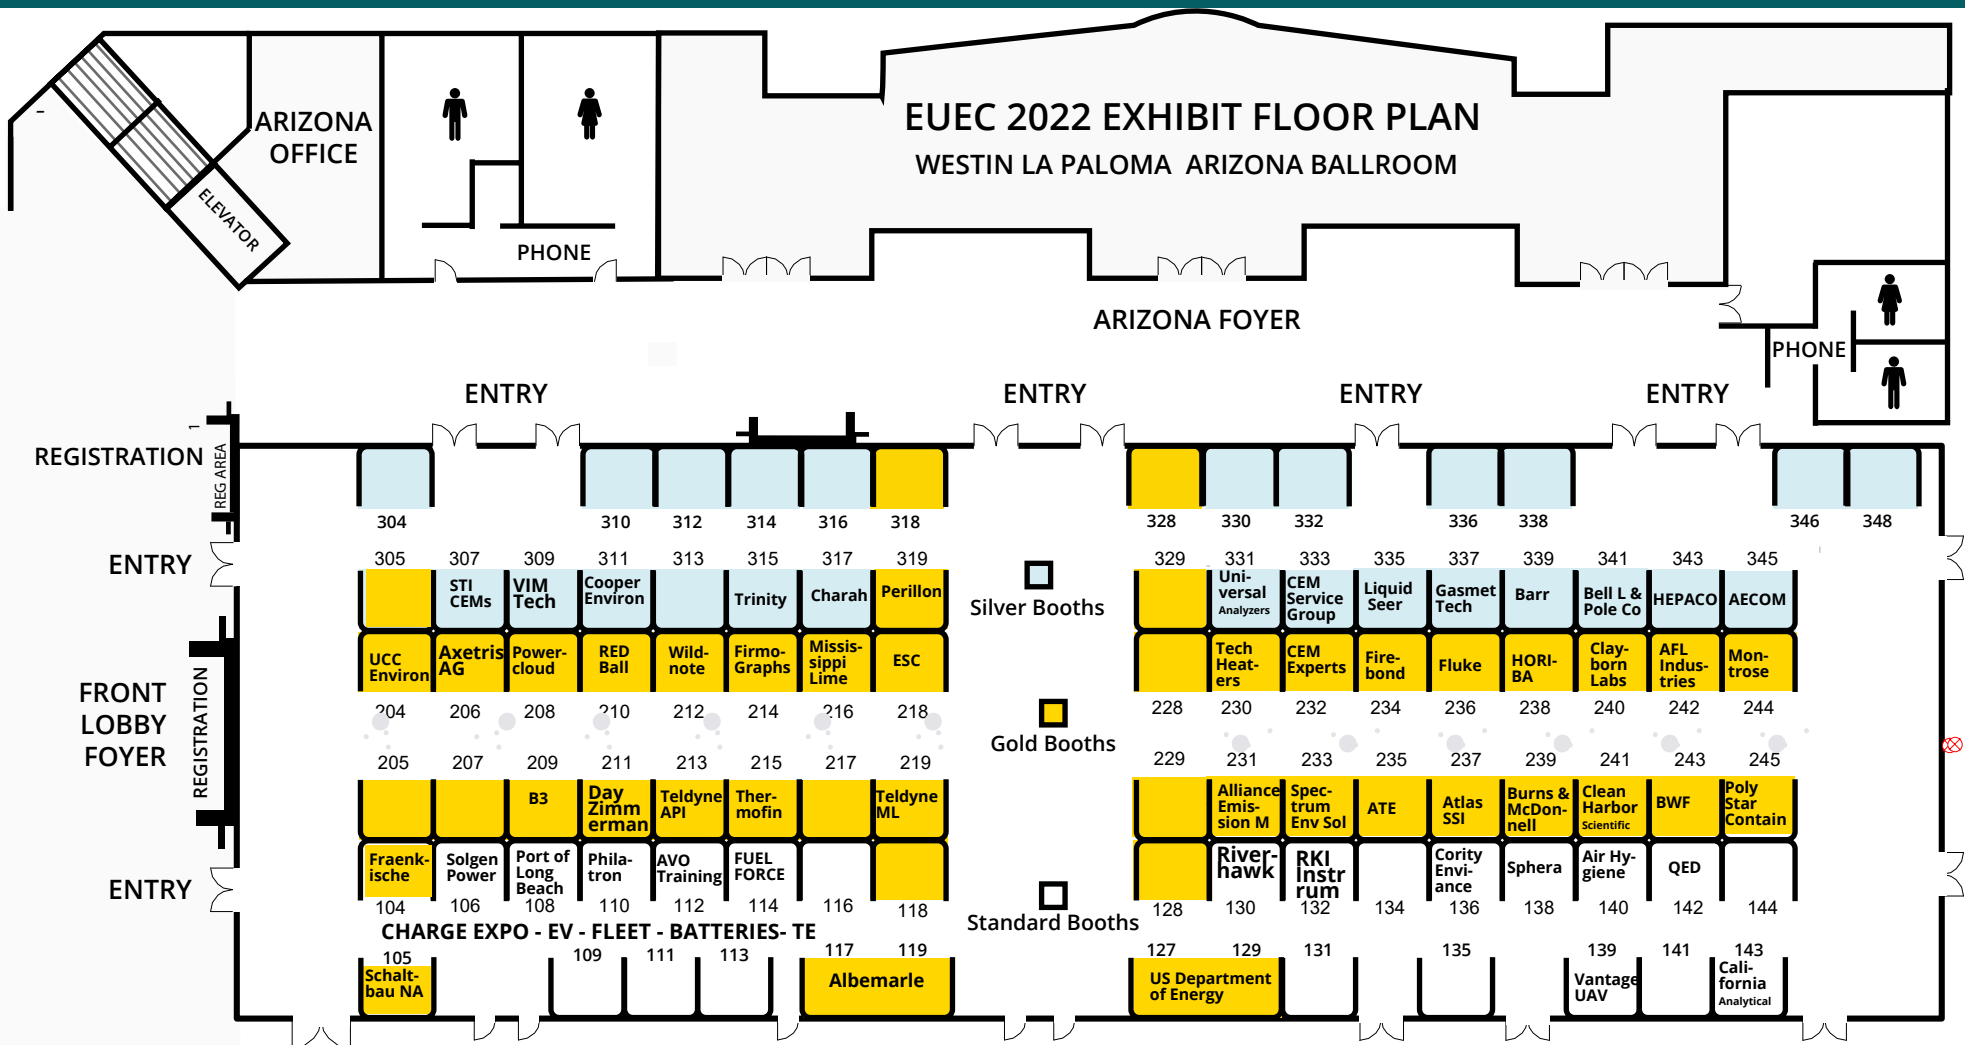 EUEC 2022 EXHIBIT FLOOR PLAN
WESTIN LA PALOMA ARIZONA BALLROOM
ARIZONA
OFFICE
ELEVATOR
PHONE
ARIZONA FOYER
PHONE
ENTRY
ENTRY
ENTRY
ENTRY
REGISTRATION
1
REG AREA
ENTRY
FRONT
LOBBY
FOYER
REGISTRATION
ENTRY
304 310 312 314 316 318 328 330 332 336 338 346 348
305 307 309 311 313 315 317 319 329 331 333 335 337 339 341 343 345
STI
CEMs
VIM
Tech
Cooper
Environ
Trinity
Charah
Perillon
Uni-
versal
Analyzers
CEM
Service
Group
Liquid
Seer
Gasmet
Tech
Barr
Bell L &
Pole Co
HEPACO
AECOM
Silver Booths
UCC
Environ
Axetris
AG
Power-
cloud
RED
Ball
Wild-
note
Firmo-
Graphs
Missis-
sippi
Lime
ESC
Tech
Heat-
ers
CEM
Experts
Fire-
bond
Fluke
HORI-
BA
Clay-
born
Labs
AFL
Indus-
tries
Mon-
trose
204 206 208 210 212 214 216 218 228 230 232 234 236 238 240 242 244
Gold Booths
205 207 209 211 213 215 217 219 229 231 233 235 237 239 241 243 245
B3
Day
Zimm
erman
Teldyne
API
Ther-
mofin
Teldyne
ML
Alliance
Emis-
sion M
Spec-
trum
Env Sol
ATE
Atlas
SSI
Burns &
McDon-
nell
Clean
Harbor
Scientific
BWF
Poly
Star
Contain
Fraenk-
ische
Solgen
Power
Port of
Long
Beach
Phila-
tron
AVO
Training
FUEL
FORCE
River-
hawk
RKI
Instr
rum
Cority
Envi-
ance
Sphera
Air Hy-
giene
QED
104 106 108 110 112 114 116 118 128 130 132 134 136 138 140 142 144
Standard Booths
CHARGE EXPO - EV - FLEET - BATTERIES- TE
105 109 111 113 117 119 127 129 131 135 139 141 143
Schalt-
bau NA
Albemarle
US Department
of Energy
Vantage
UAV
Cali-
fornia
Analytical